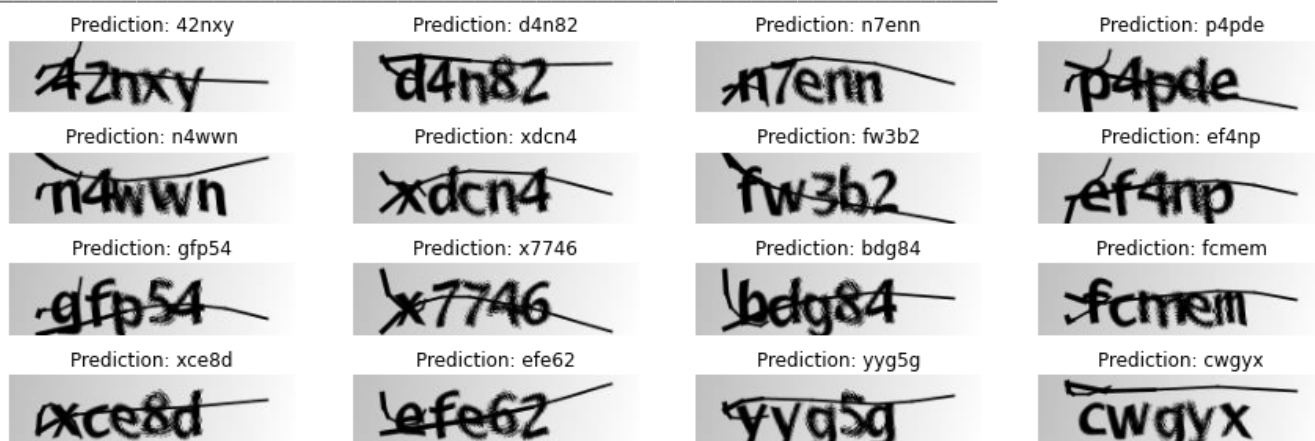 Prediction: 42nxy Prediction: d4n82 Prediction: n7enn Prediction: p4pde
42nxy d4n82 n7enn p4pde
Prediction: n4wwn Prediction: xdcn4 Prediction: fw3b2 Prediction: ef4np
n4wwn xdcn4 fw3b2 ef4np
Prediction: gfp54 Prediction: x7746 Prediction: bdg84 Prediction: fcmem
gfp54 x7746 bdg84 fcmem
Prediction: xce8d Prediction: efe62 Prediction: yyg5g Prediction: cwgyx
xce8d efe62 yyg5g cwgyx